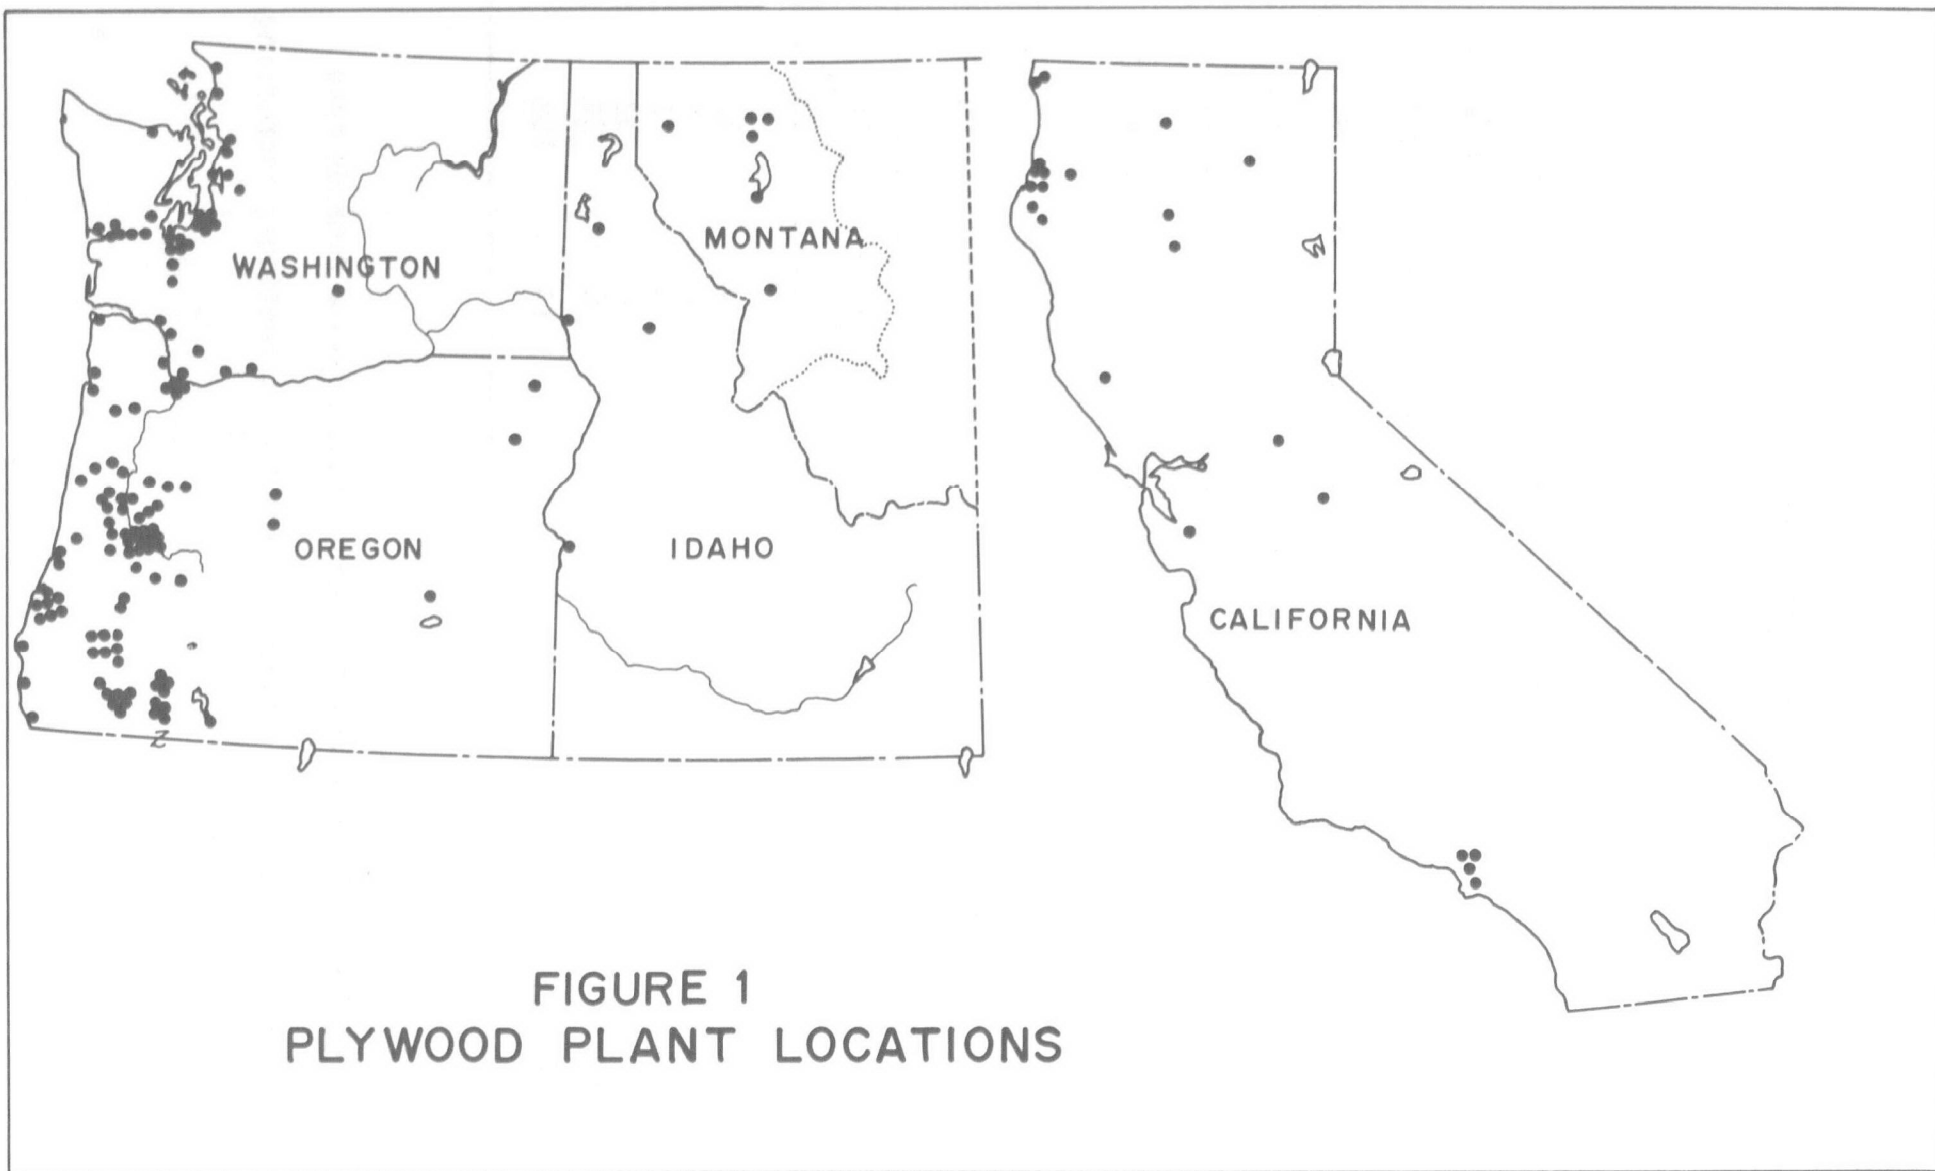 WASHINGTON
MONTANA
OREGON
IDAHO
CALIFORNIA
FIGURE 1
PLYWOOD PLANT LOCATIONS